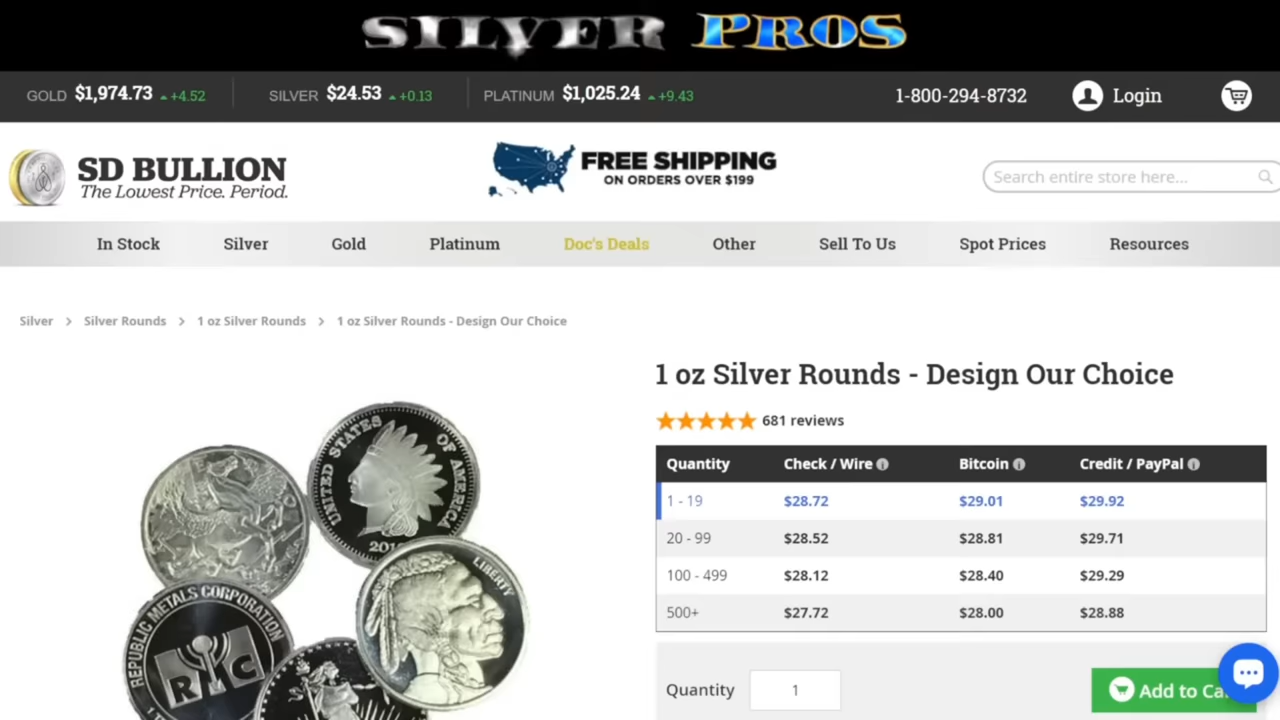 SILVER PROS
GOLD $1,974.73 +4.52 SILVER $24.53 +0.13 PLATINUM $1,025.24 +9.43 1-800-294-8732 Login
SD BULLION
The Lowest Price. Period.
FREE SHIPPING
ON ORDERS OVER $199
Search entire store here...
In Stock Silver Gold Platinum Doc's Deals Other Sell To Us Spot Prices Resources
Silver > Silver Rounds > 1 oz Silver Rounds > 1 oz Silver Rounds - Design Our Choice
1 oz Silver Rounds - Design Our Choice
681 reviews
Quantity Check / Wire Bitcoin Credit / PayPal
1 - 19 $28.72 $29.01 $29.92
20 - 99 $28.52 $28.81 $29.71
100 - 499 $28.12 $28.40 $29.29
500+ $27.72 $28.00 $28.88
Quantity 1 Add to Ca
UNITED STATES OF AMERICA
201
LIBERTY
REPUBLIC METALS CORPORATION
RMC